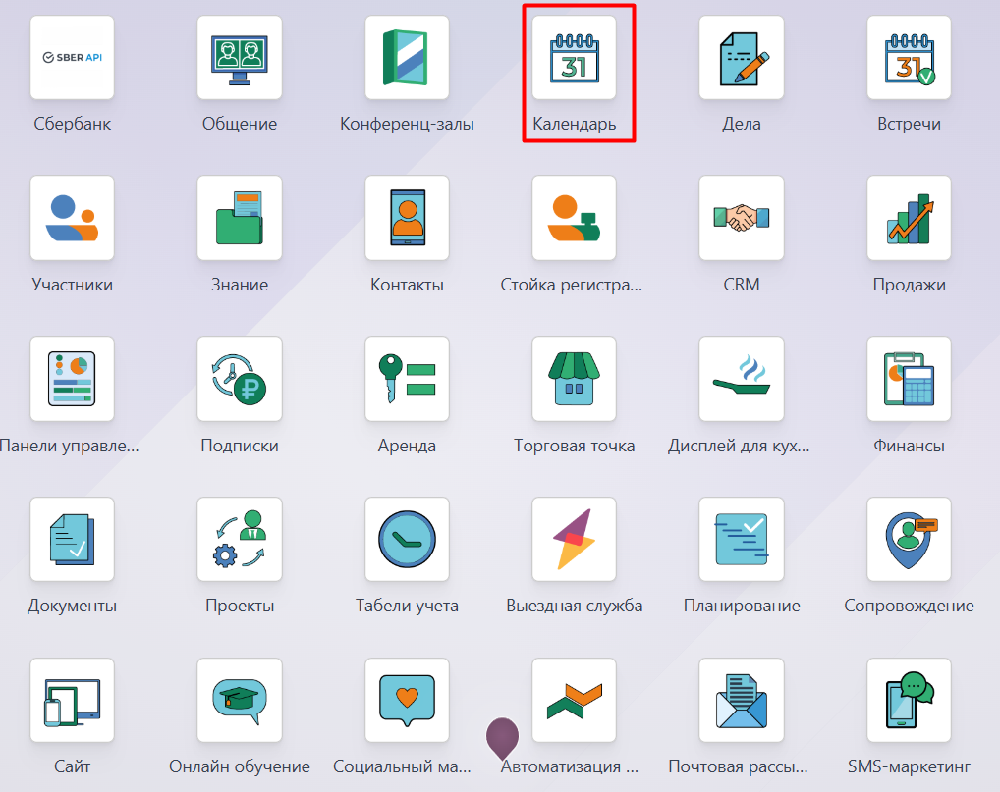 SBER API
31
31
Сбербанк
Общение
Конференц-залы
Календарь
Дела
Встречи
Участники
Знание
Контакты
Стойка регистра...
CRM
Продажи
₽
Панели управле...
Подписки
Аренда
Торговая точка
Дисплей для кух...
Финансы
Документы
Проекты
Табели учета
Выездная служба
Планирование
Сопровождение
Сайт
Онлайн обучение
Социальный ма...
Автоматизация ...
Почтовая рассы...
SMS-маркетинг